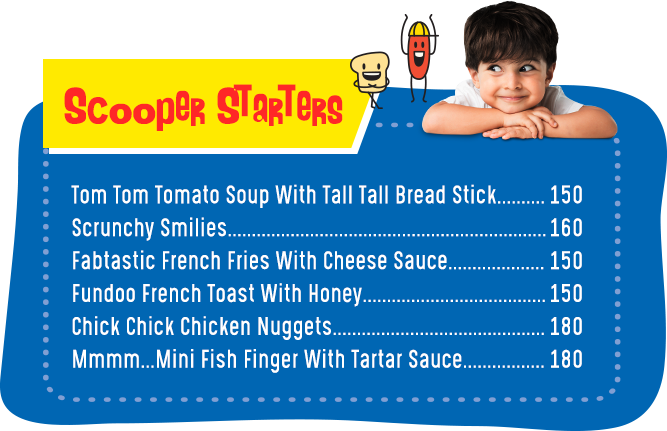 Scooper Starters
Tom Tom Tomato Soup With Tall Tall Bread Stick.......... 150
Scrunchy Smilies................................................................... 160
Fabtastic French Fries With Cheese Sauce.................... 150
Fundoo French Toast With Honey....................................... 150
Chick Chick Chicken Nuggets............................................. 180
Mmmm...Mini Fish Finger With Tartar Sauce................. 180